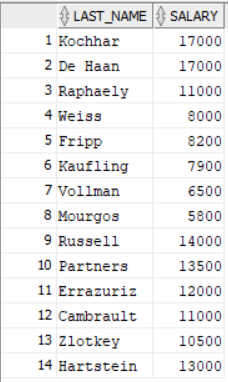 LAST_NAME SALARY
1 Kochhar 17000
2 De Haan 17000
3 Raphaely 11000
4 Weiss 8000
5 Fripp 8200
6 Kaufling 7900
7 Vollman 6500
8 Mourgos 5800
9 Russell 14000
10 Partners 13500
11 Errazuriz 12000
12 Cambrault 11000
13 Zlotkey 10500
14 Hartstein 13000